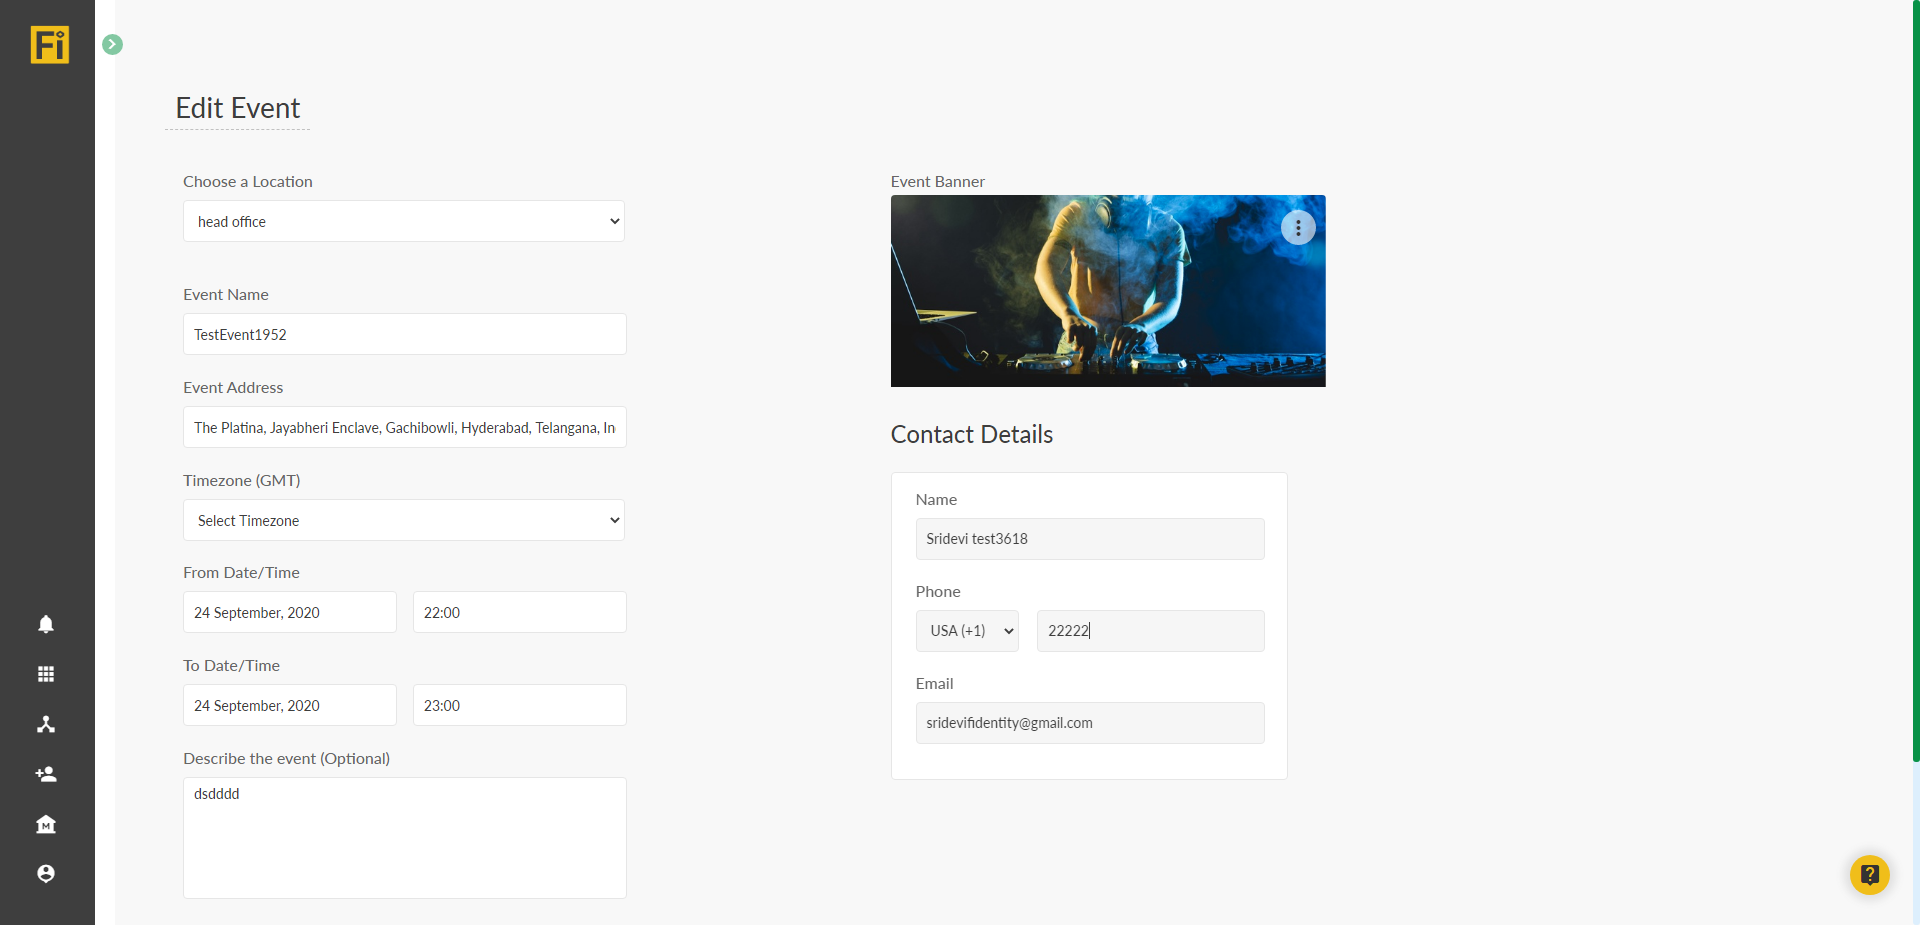 Fi
Edit Event
Choose a Location
head office
Event Name
TestEvent1952
Event Address
The Platina, Jayabheri Enclave, Gachibowli, Hyderabad, Telangana, In
Timezone (GMT)
Select Timezone
From Date/Time
24 September, 2020 22:00
To Date/Time
24 September, 2020 23:00
Describe the event (Optional)
dsdddd
Event Banner
Contact Details
Name
Sridevi test3618
Phone
USA (+1) 22222
Email
sridevifidentity@gmail.com
M
?